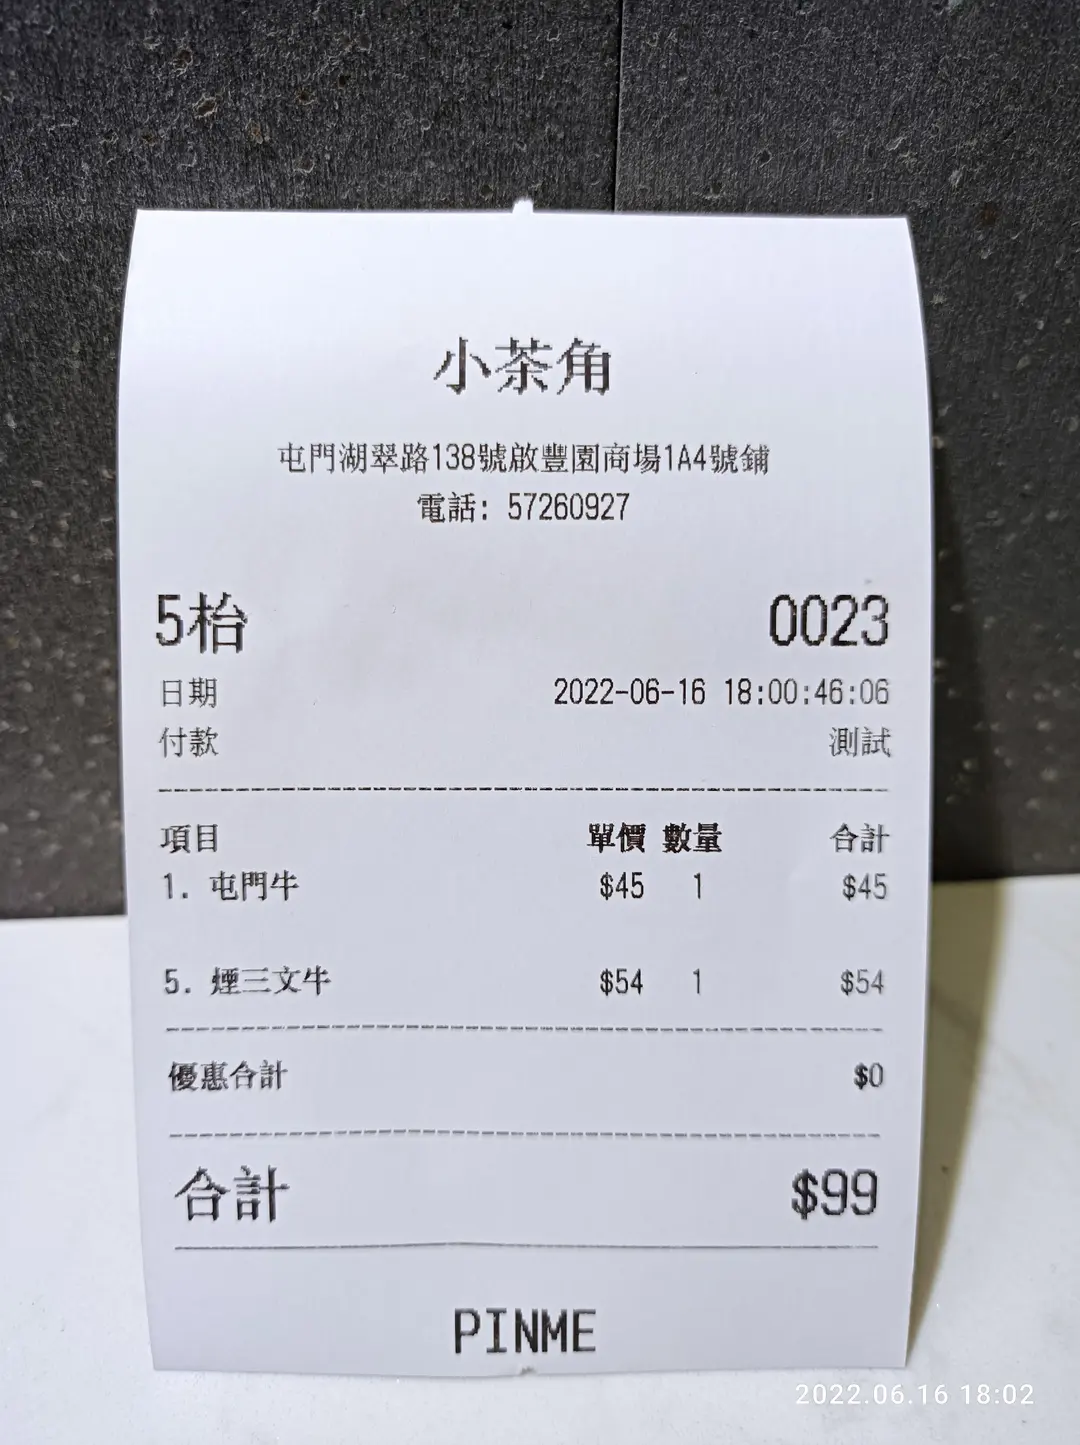 小茶角
屯門湖翠路138號啟豐園商場1A4號鋪
電話: 57260927
5枱 0023
日期 2022-06-16 18:00:46:06
付款 測試
項目 單價 數量 合計
1. 屯門牛 $45 1 $45
5. 煙三文牛 $54 1 $54
優惠合計 $0
合計 $99
PINME
2022.06.16 18:02